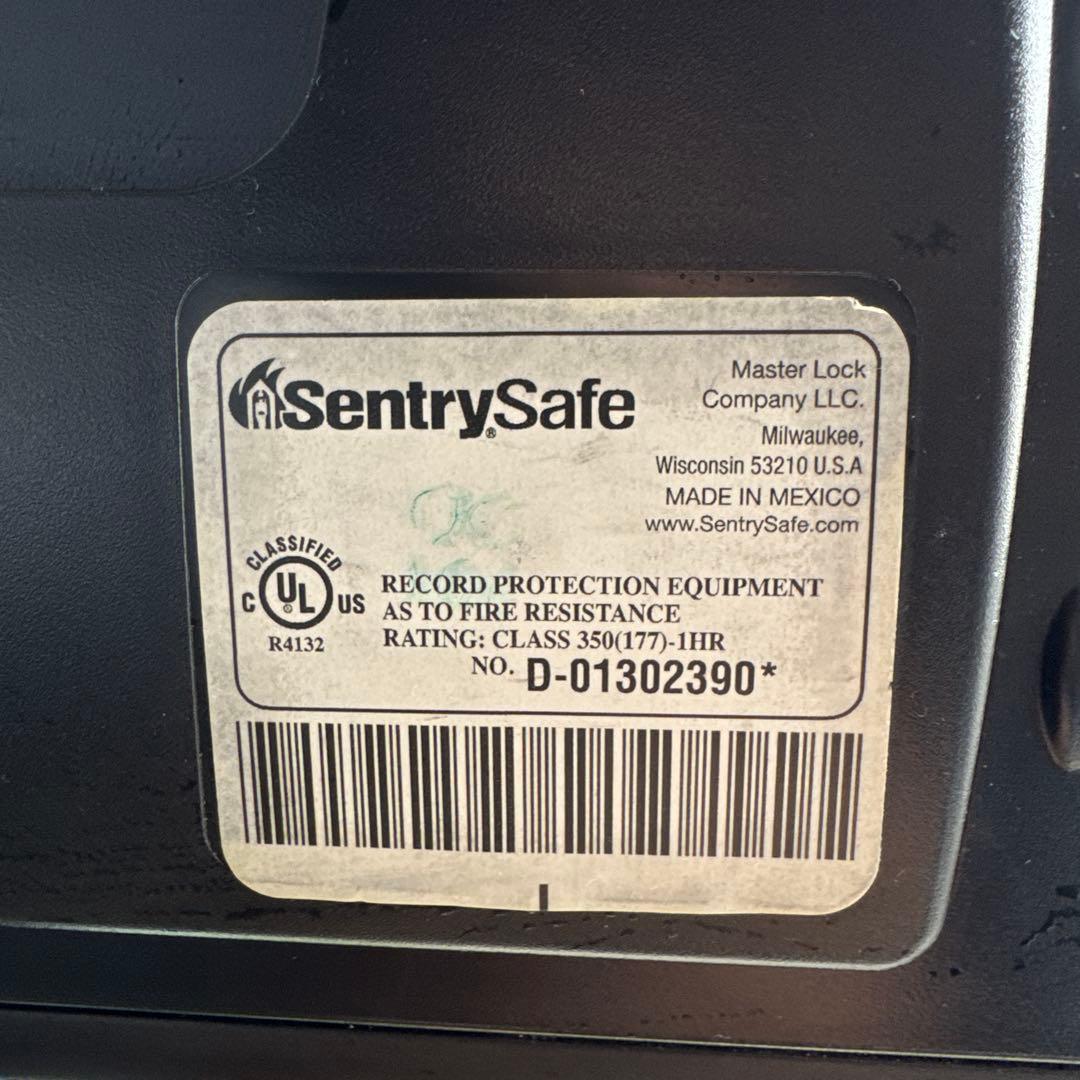 SentrySafe®
Master Lock
Company LLC.
Milwaukee,
Wisconsin 53210 U.S.A
MADE IN MEXICO
www.SentrySafe.com
CLASSIFIED
C UL® US
R4132
RECORD PROTECTION EQUIPMENT
AS TO FIRE RESISTANCE
RATING: CLASS 350(177)-1HR
NO. D-01302390*